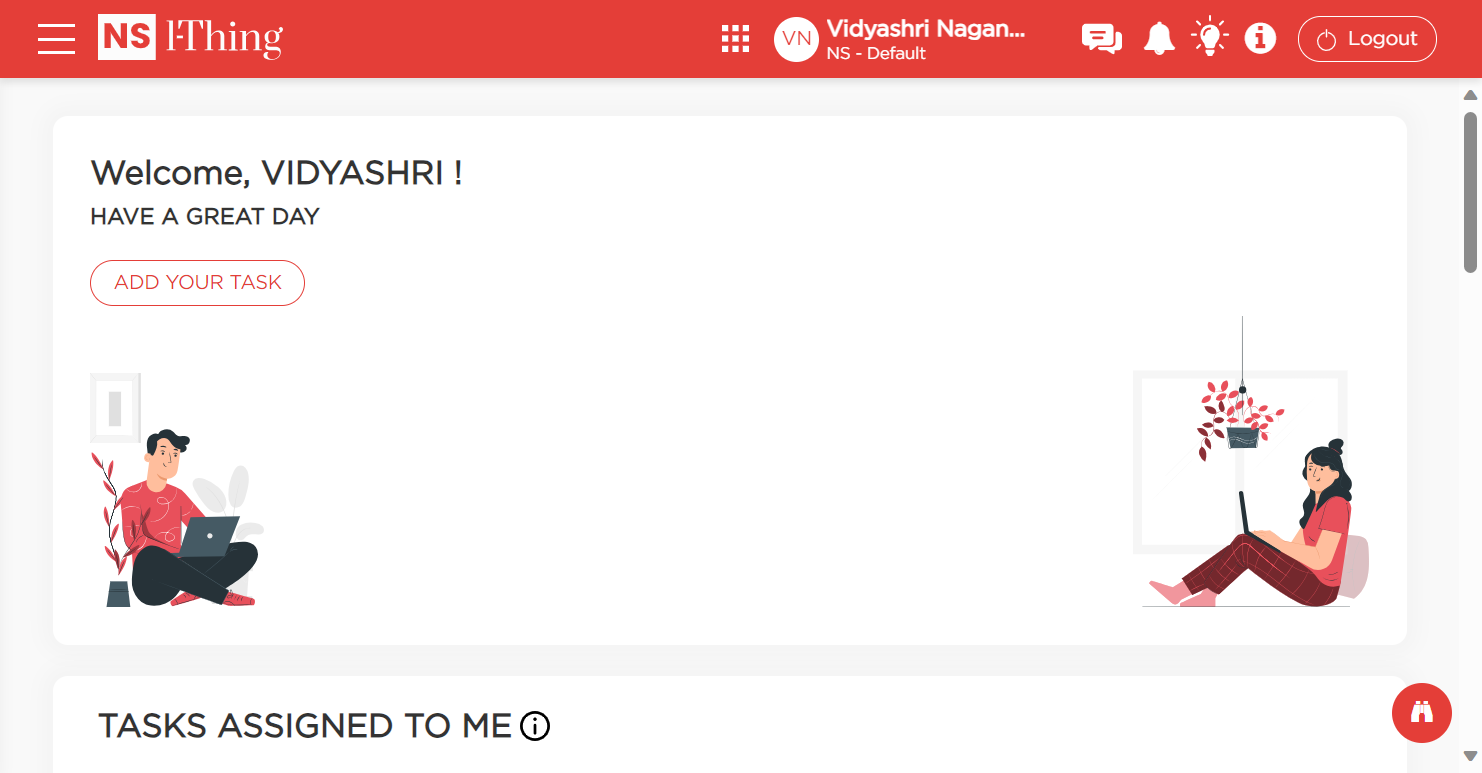 NS 1-Thing
VN
Vidyashri Nagan...
NS - Default
Logout
Welcome, VIDYASHRI !
HAVE A GREAT DAY
ADD YOUR TASK
TASKS ASSIGNED TO ME